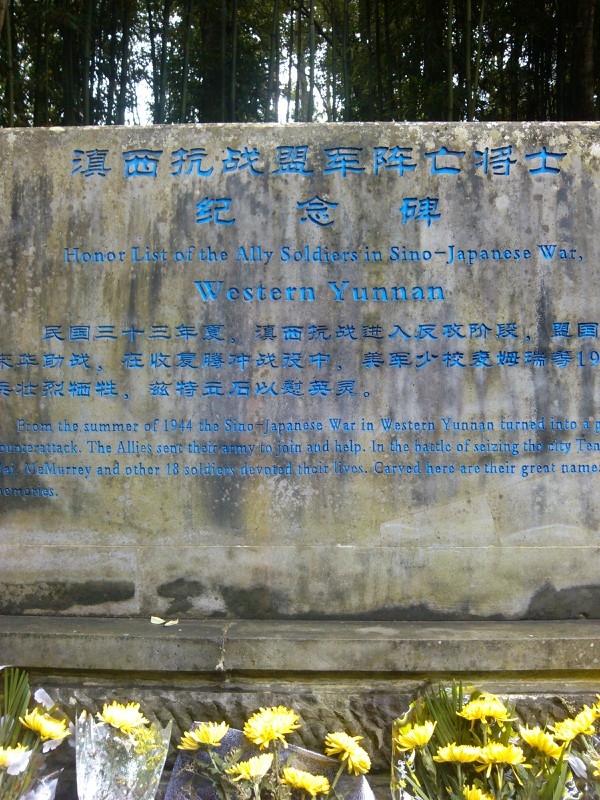 滇西抗战盟军阵亡将士
纪念碑
Honor List of the Ally Soldiers in Sino-Japanese War,
Western Yunnan
民国三十三年夏，滇西抗战进入反攻阶段，盟国
来华助战，在收复腾冲战役中，美军少校麦姆瑞等19
兵壮烈牺牲，兹特立石以慰英灵。
From the summer of 1944 the Sino-Japanese War in Western Yunnan turned into a p
ounterattack. The Allies sent their army to join and help. In the battle of seizing the city Ten
Maj. McMurrey and other 18 soldiers devoted their lives. Carved here are their great name
memories.